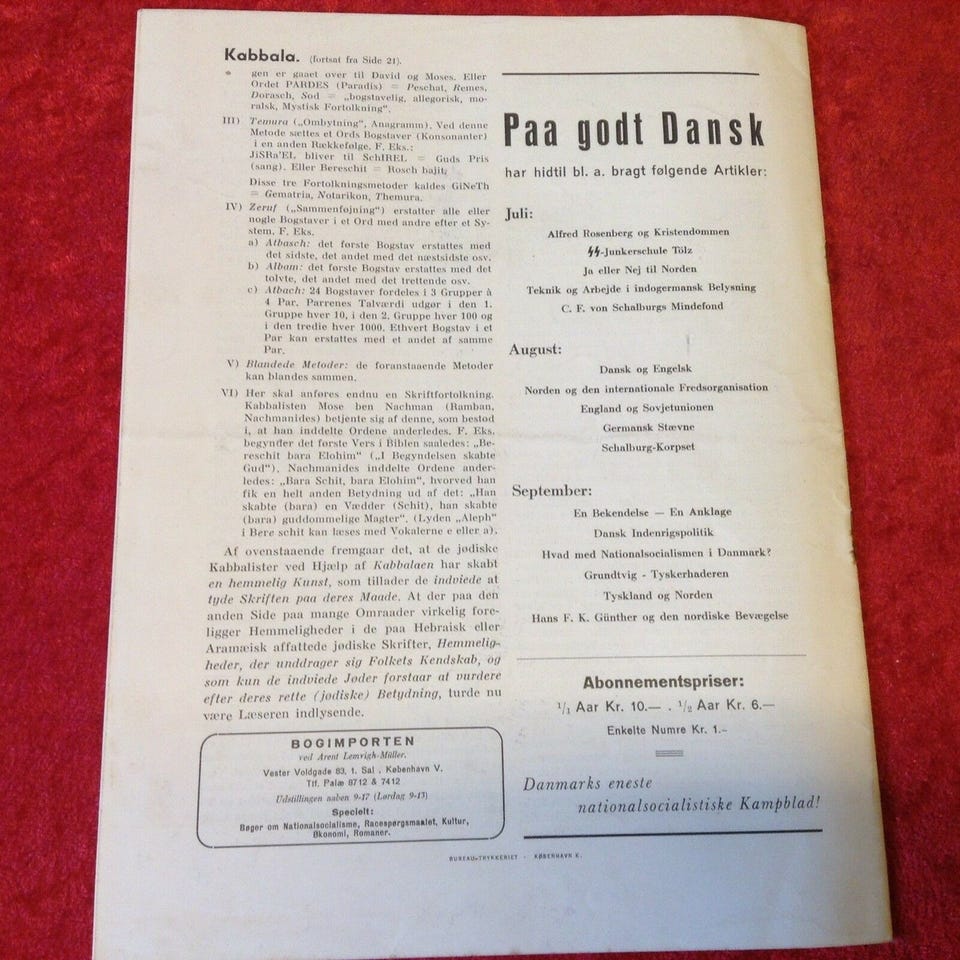 Kabbala. (fortsat fra Side 21).
gen er gaaet over til David og Moses. Eller
Ordet PARDES (Paradis) = Peschat, Remes,
Dorasch, Sod = „bogstavelig, allegorisk, mo-
ralsk, Mystisk Fortolkning".
III) Temura („Ombytning", Anagramm). Ved denne
Metode sættes et Ords Bogstaver (Konsonanter)
i en anden Rækkefølge. F. Eks.:
JiSRa'EL bliver til SchIREL = Guds Pris
(sang). Eller Bereschit = Rosch bajit.
Disse tre Fortolkningsmetoder kaldes GiNeTh
= Gematria, Notarikon, Themura.
IV) Zeruf („Sammenføjning") erstatter alle eller
nogle Bogstaver i et Ord med andre efter et Sy-
stem. F. Eks.
a) Atbasch: det første Bogstav erstattes med
det sidste, det andet med det næstsidste osv.
b) Albam: det første Bogstav erstattes med det
tolvte, det andet med det trettende osv.
c) Albach: 24 Bogstaver fordeles i 3 Grupper à
4 Par. Parrenes Talværdi udgør i den 1.
Gruppe hver 10, i den 2. Gruppe hver 100 og
i den tredie hver 1000. Ethvert Bogstav i et
Par kan erstattes med et andet af samme
Par.
V) Blandede Metoder: de foranstaaende Metoder
kan blandes sammen.
VI) Her skal anføres endnu en Skriftfortolkning.
Kabbalisten Mose ben Nachman (Ramban,
Nachmanides) betjente sig af denne, som bestod
i, at han inddelte Ordene anderledes. F. Eks.
begynder det første Vers i Biblen saaledes: „Be-
reschit bara Elohim" („I Begyndelsen skabte
Gud"). Nachmanides inddelte Ordene ander-
ledes: „Bara Schit, bara Elohim", hvorved han
fik en helt anden Betydning ud af det: „Han
skabte (bara) en Vædder (Schit), han skabte
(bara) guddommelige Magter". (Lyden „Aleph"
i Bere schit kan læses med Vokalerne e eller a).
Af ovenstaaende fremgaar det, at de jødiske
Kabbalister ved Hjælp af Kabbalaen har skabt
en hemmelig Kunst, som tillader de indviede at
tyde Skriften paa deres Maade. At der paa den
anden Side paa mange Omraader virkelig fore-
ligger Hemmeligheder i de paa Hebraisk eller
Aramæisk affattede jødiske Skrifter, Hemmelig-
heder, der unddrager sig Folkets Kendskab, og
som kun de indviede Jøder forstaar at vurdere
efter deres rette (jødiske) Betydning, turde nu
være Læseren indlysende.
BOGIMPORTEN
ved Arent Lemvigh-Müller.
Vester Voldgade 83, 1. Sal . København V.
Tlf. Palæ 8712 & 7412
Udstillingen aaben 9-17 (Lørdag 9-13)
Specielt:
Bøger om Nationalsocialisme, Racespørgsmaalet, Kultur,
Økonomi, Romaner.
Paa godt Dansk
har hidtil bl. a. bragt følgende Artikler:
Juli:
Alfred Rosenberg og Kristendommen
ᛋᛋ-Junkerschule Tölz
Ja eller Nej til Norden
Teknik og Arbejde i indogermansk Belysning
C. F. von Schalburgs Mindefond
August:
Dansk og Engelsk
Norden og den internationale Fredsorganisation
England og Sovjetunionen
Germansk Stævne
Schalburg-Korpset
September:
En Bekendelse — En Anklage
Dansk Indenrigspolitik
Hvad med Nationalsocialismen i Danmark?
Grundtvig - Tyskerhaderen
Tyskland og Norden
Hans F. K. Günther og den nordiske Bevægelse
Abonnementspriser:
1/1 Aar Kr. 10.— . 1/2 Aar Kr. 6.—
Enkelte Numre Kr. 1.-
Danmarks eneste
nationalsocialistiske Kampblad!
BUREAU-TRYKKERIET - KØBENHAVN K.